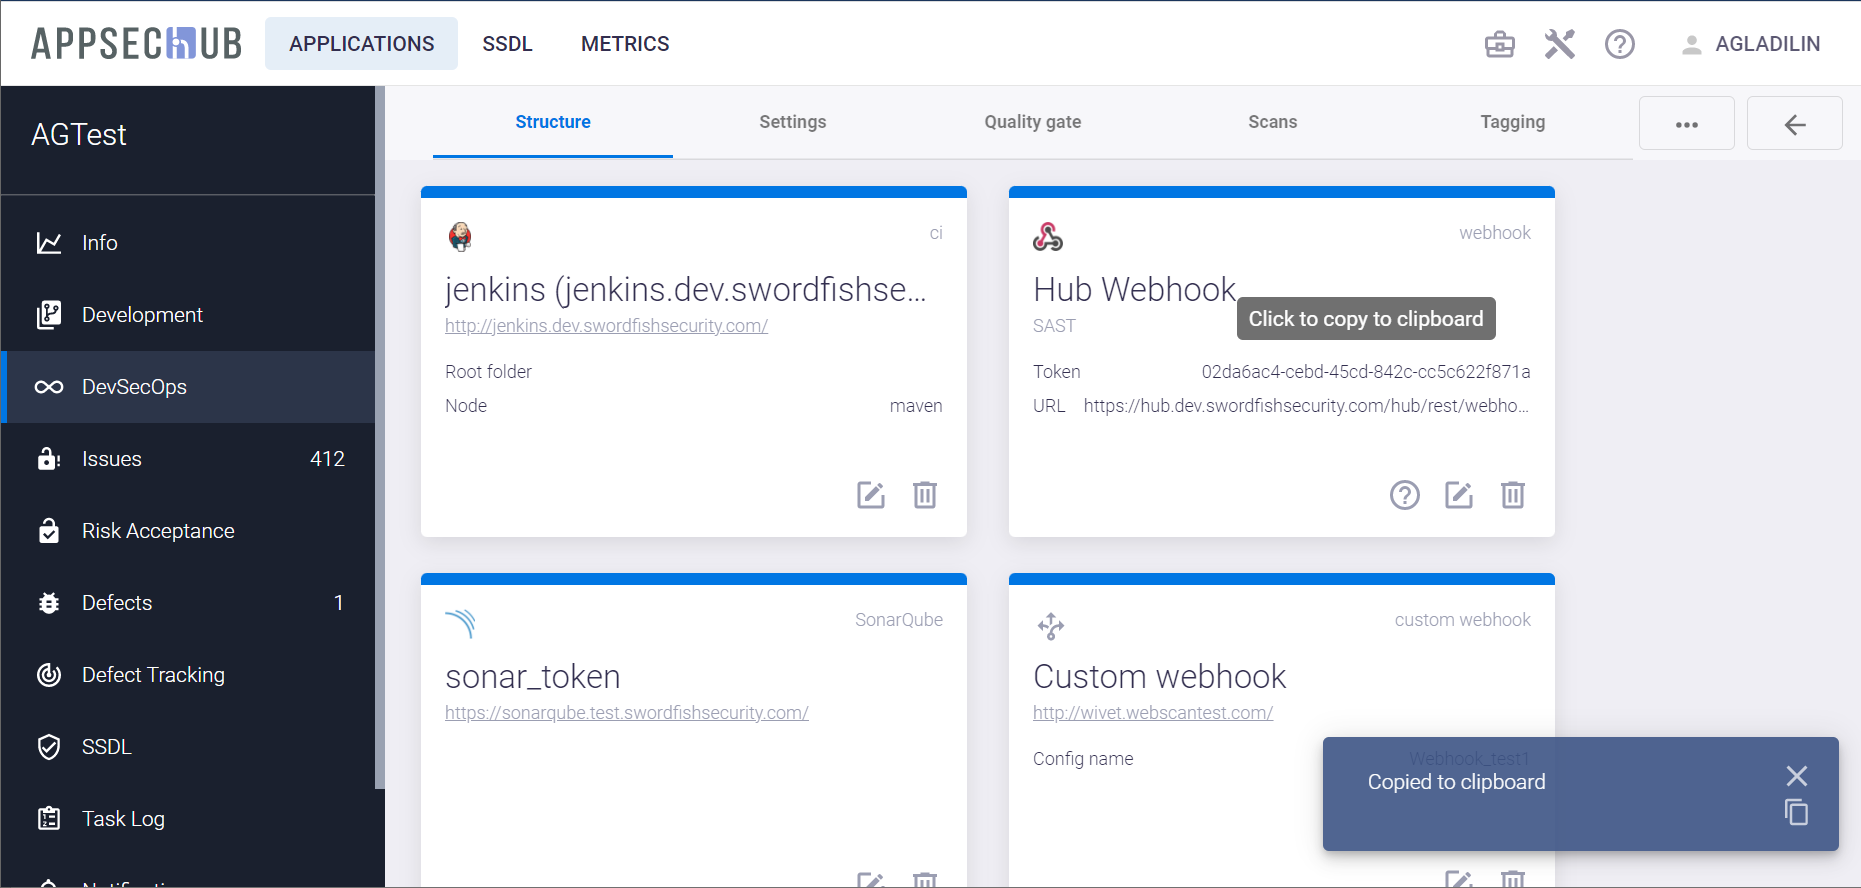 APPSECHUB
APPLICATIONS
SSDL
METRICS
AGLADILIN
AGTest
Info
Development
DevSecOps
Issues 412
Risk Acceptance
Defects 1
Defect Tracking
SSDL
Task Log
Structure
Settings
Quality gate
Scans
Tagging
ci
jenkins (jenkins.dev.swordfishse...
http://jenkins.dev.swordfishsecurity.com/
Root folder
Node maven
webhook
Hub Webhook
Click to copy to clipboard
SAST
Token 02da6ac4-cebd-45cd-842c-cc5c622f871a
URL https://hub.dev.swordfishsecurity.com/hub/rest/webho...
SonarQube
sonar_token
https://sonarqube.test.swordfishsecurity.com/
custom webhook
Custom webhook
http://wivet.webscantest.com/
Config name Webhook_test1
Copied to clipboard